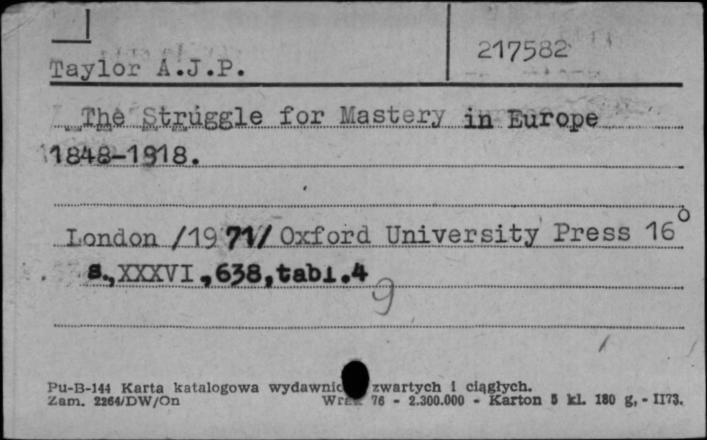 217582
Taylor A.J.P.
The Struggle for Mastery in Europe
1848-1918.
London /1971/ Oxford University Press 16°
s.,XXXVI.,638,tabl.4
9
Pu-B-144 Karta katalogowa wydawnic zwartych i ciągłych.
Zam. 2264/DW/On 76 - 2.300.000 - Karton 5 kl. 180 g, - II73.